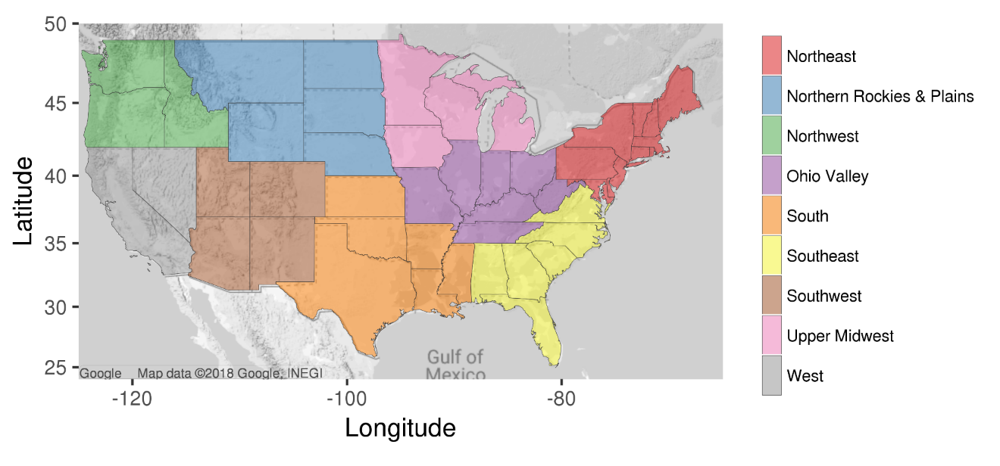 50
45
40
35
30
25
Latitude
Gulf of
Mexico
Google Map data ©2018 Google, INEGI
-120 -100 -80
Longitude
Northeast
Northern Rockies & Plains
Northwest
Ohio Valley
South
Southeast
Southwest
Upper Midwest
West